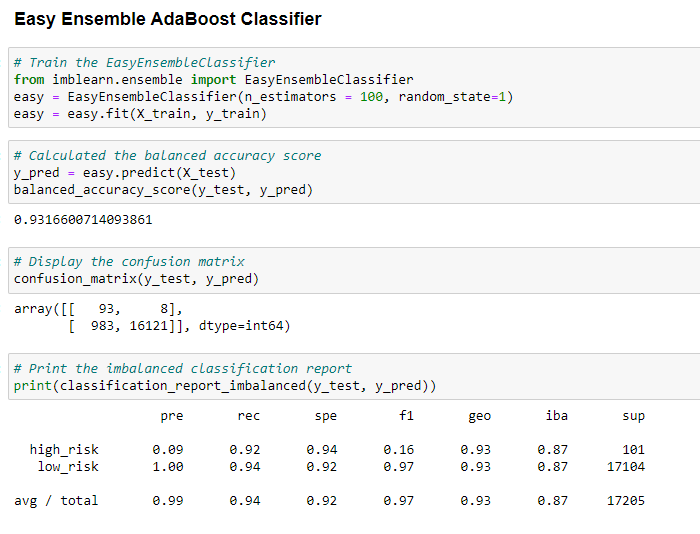 Easy Ensemble AdaBoost Classifier
# Train the EasyEnsembleClassifier
from imblearn.ensemble import EasyEnsembleClassifier
easy = EasyEnsembleClassifier(n_estimators = 100, random_state=1)
easy = easy.fit(X_train, y_train)
# Calculated the balanced accuracy score
y_pred = easy.predict(X_test)
balanced_accuracy_score(y_test, y_pred)
0.9316600714093861
# Display the confusion matrix
confusion_matrix(y_test, y_pred)
array([[   93,     8],
       [  983, 16121]], dtype=int64)
# Print the imbalanced classification report
print(classification_report_imbalanced(y_test, y_pred))
                   pre       rec       spe        f1       geo       iba       sup
  high_risk       0.09      0.92      0.94      0.16      0.93      0.87       101
   low_risk       1.00      0.94      0.92      0.97      0.93      0.87     17104
avg / total       0.99      0.94      0.92      0.97      0.93      0.87     17205